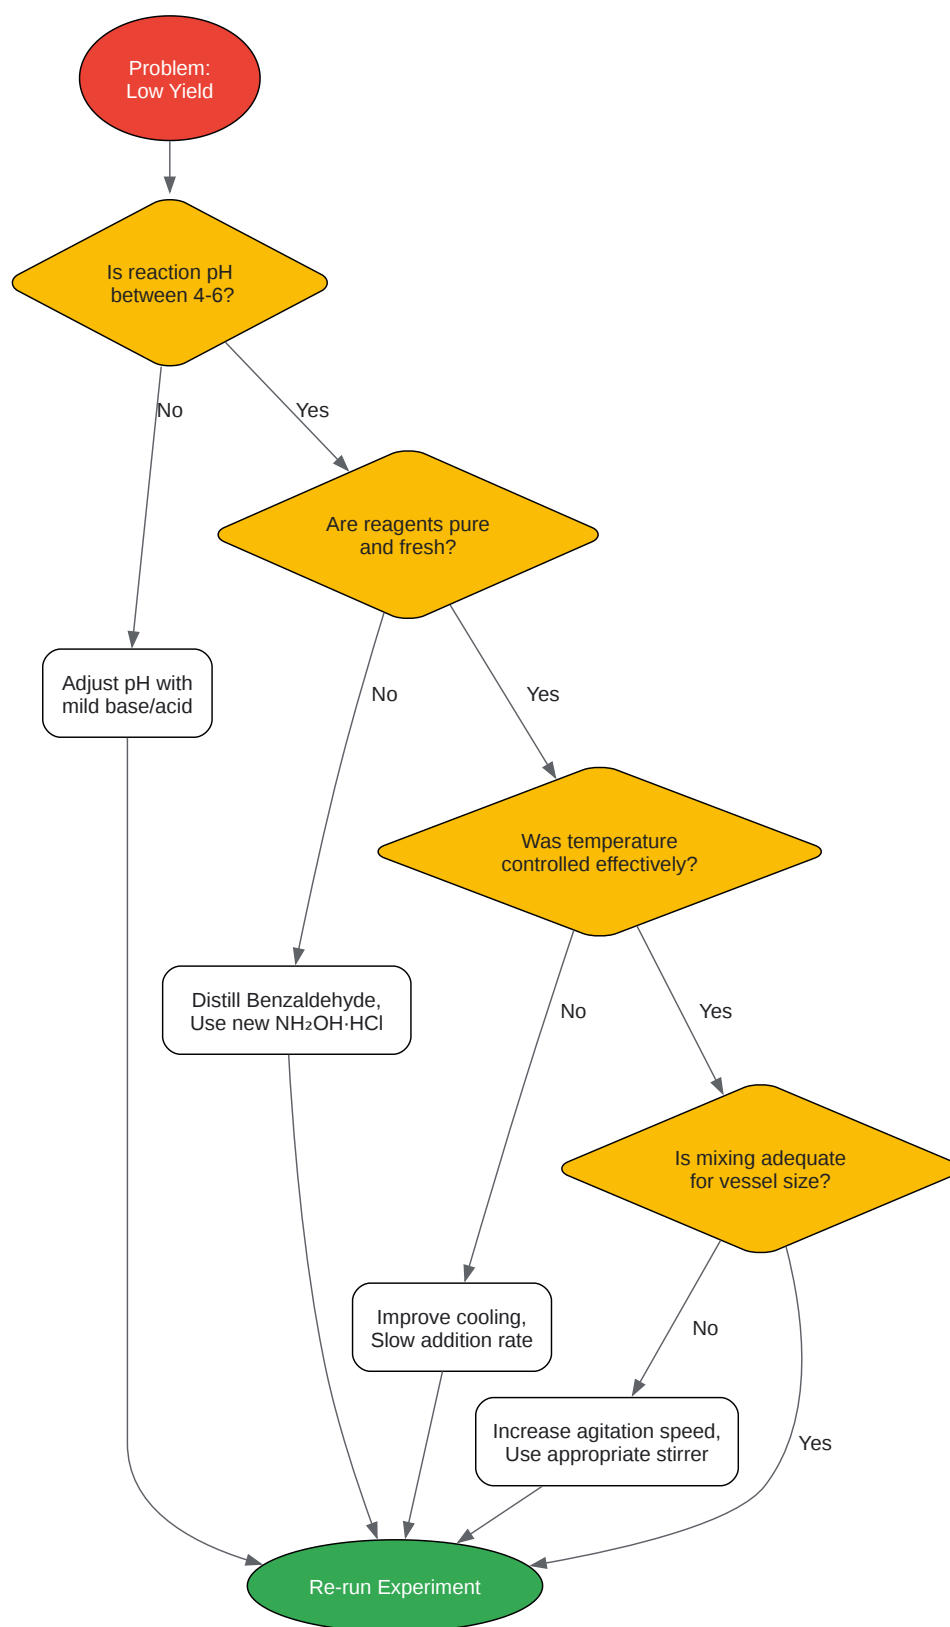 Problem:
Low Yield
Is reaction pH
between 4-6?
No
Yes
Are reagents pure
and fresh?
Adjust pH with
mild base/acid
No
Yes
Was temperature
controlled effectively?
Distill Benzaldehyde,
Use new NH₂OH·HCl
No
Yes
Is mixing adequate
for vessel size?
Improve cooling,
Slow addition rate
No
Increase agitation speed,
Use appropriate stirrer
Yes
Re-run Experiment